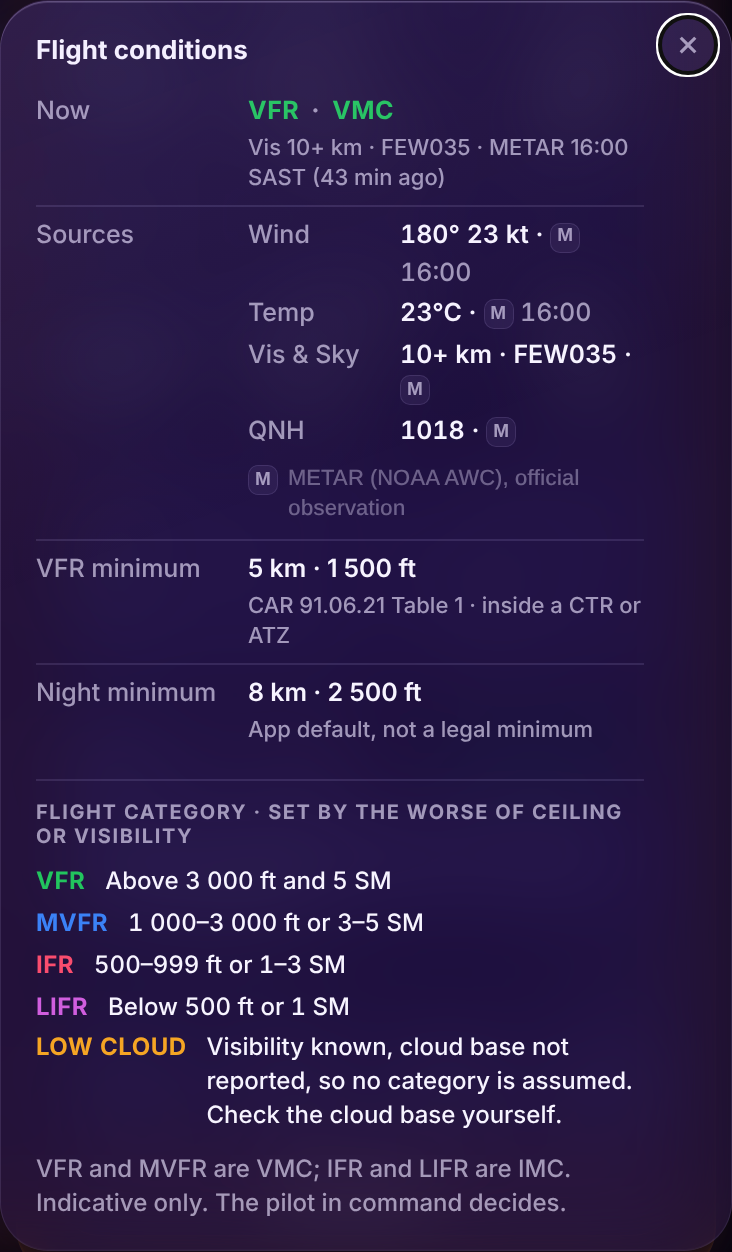 Flight conditions
Now
VFR · VMC
Vis 10+ km · FEW035 · METAR 16:00
SAST (43 min ago)
Sources
Wind
180° 23 kt · M
16:00
Temp
23°C · M 16:00
Vis & Sky
10+ km · FEW035 ·
M
QNH
1018 · M
M METAR (NOAA AWC), official
observation
VFR minimum
5 km · 1 500 ft
CAR 91.06.21 Table 1 · inside a CTR or
ATZ
Night minimum
8 km · 2 500 ft
App default, not a legal minimum
FLIGHT CATEGORY · SET BY THE WORSE OF CEILING
OR VISIBILITY
VFR Above 3 000 ft and 5 SM
MVFR 1 000–3 000 ft or 3–5 SM
IFR 500–999 ft or 1–3 SM
LIFR Below 500 ft or 1 SM
LOW CLOUD Visibility known, cloud base not
reported, so no category is assumed.
Check the cloud base yourself.
VFR and MVFR are VMC; IFR and LIFR are IMC.
Indicative only. The pilot in command decides.